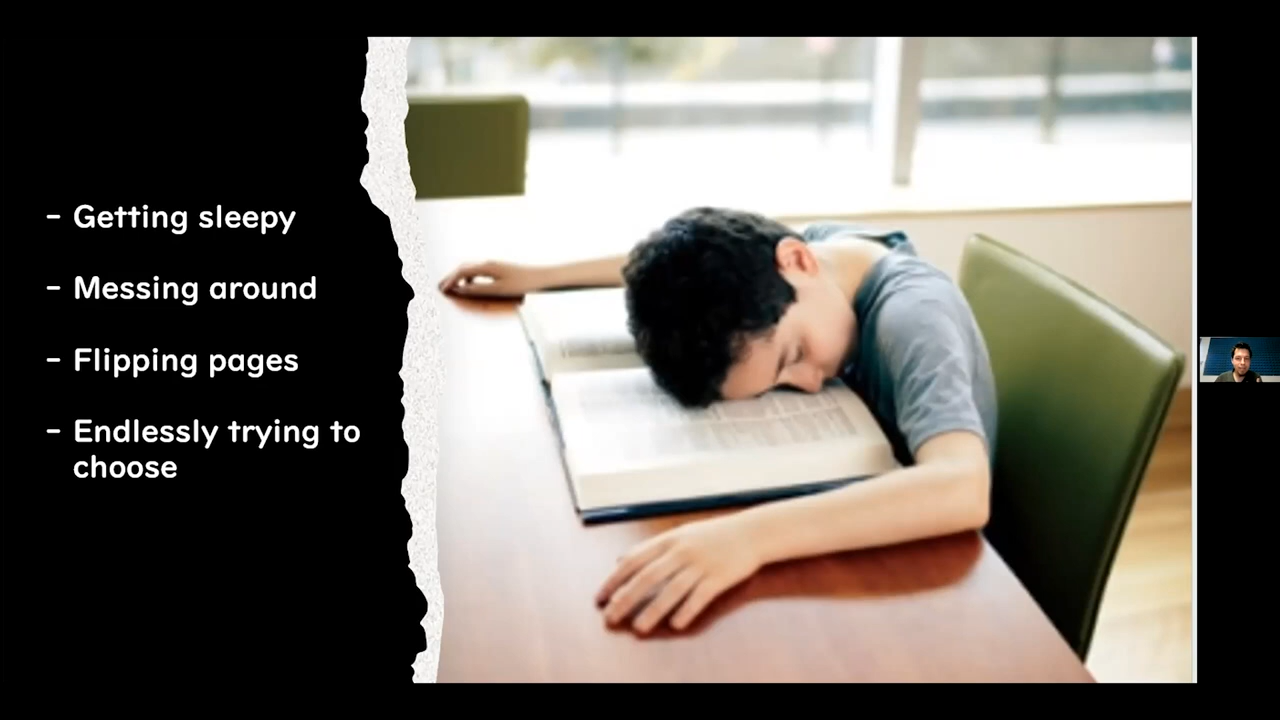 - Getting sleepy
- Messing around
- Flipping pages
- Endlessly trying to
choose